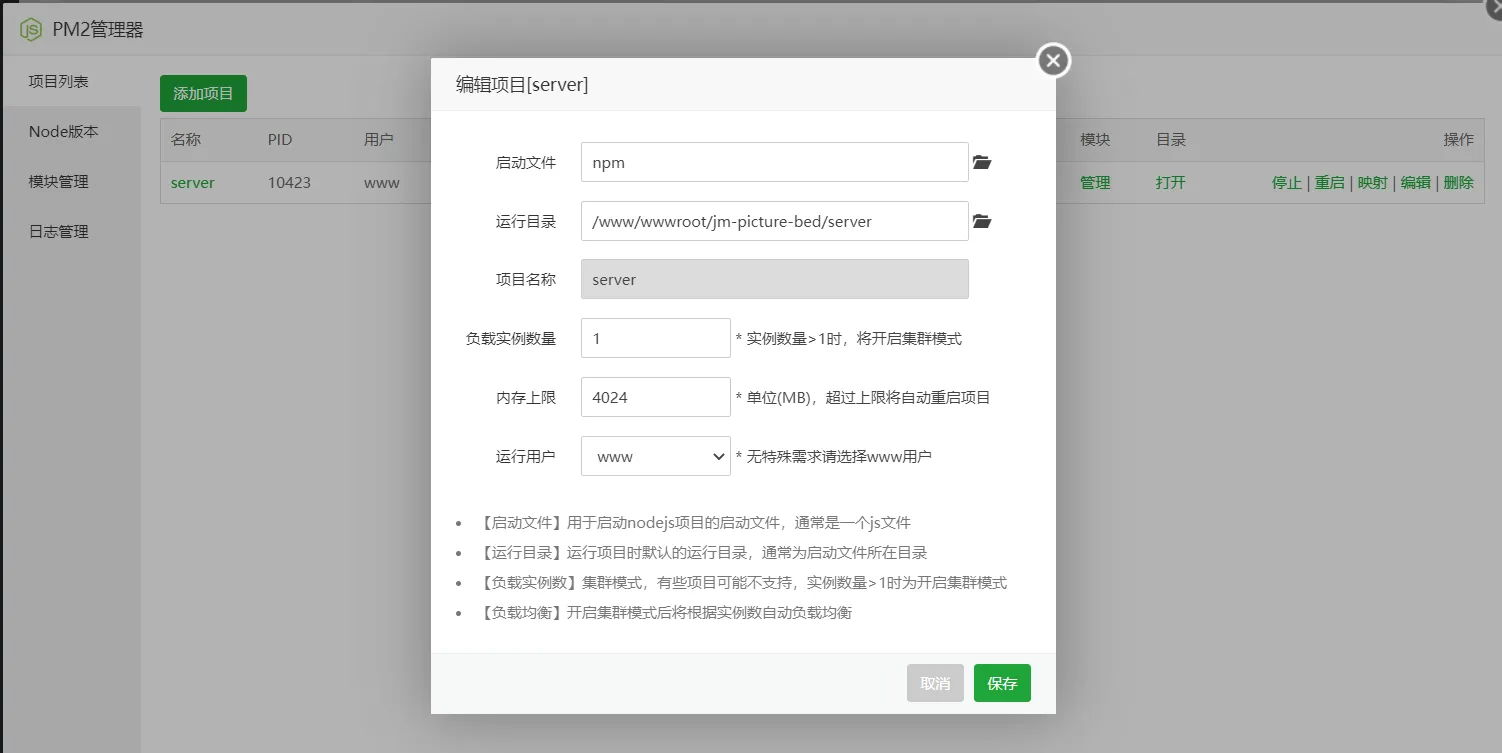 PM2管理器
项目列表
Node版本
模块管理
日志管理
添加项目
名称 PID 用户 模块 目录 操作
server 10423 www 管理 打开 停止 | 重启 | 映射 | 编辑 | 删除
编辑项目[server]
启动文件 npm
运行目录 /www/wwwroot/jm-picture-bed/server
项目名称 server
负载实例数量 1 * 实例数量>1时，将开启集群模式
内存上限 4024 * 单位(MB)，超过上限将自动重启项目
运行用户 www * 无特殊需求请选择www用户
【启动文件】用于启动nodejs项目的启动文件，通常是一个js文件
【运行目录】运行项目时默认的运行目录，通常为启动文件所在目录
【负载实例数】集群模式，有些项目可能不支持，实例数量>1时为开启集群模式
【负载均衡】开启集群模式后将根据实例数自动负载均衡
取消 保存